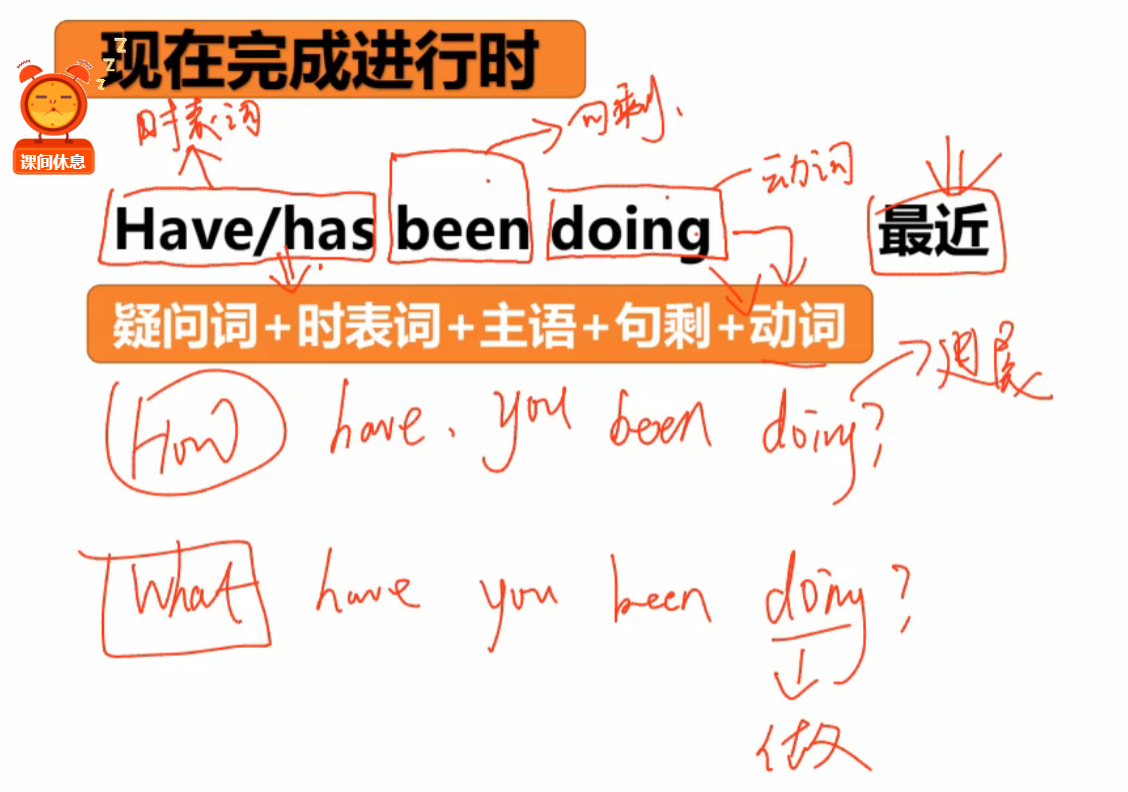 现在完成进行时
Z
Z
Z
课间休息
时表词
句剩
动词
Have/has been doing 最近
疑问词+时表词+主语+句剩+动词
进展
How have you been doing?
What have you been doing?
做